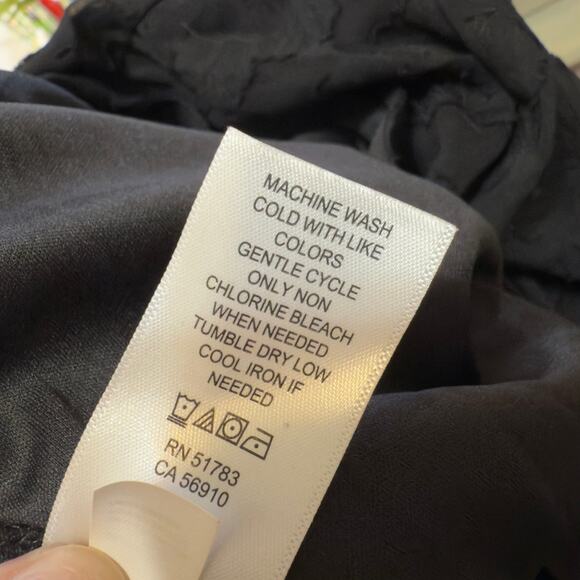 MACHINE WASH
COLD WITH LIKE
COLORS
GENTLE CYCLE
ONLY NON
CHLORINE BLEACH
WHEN NEEDED
TUMBLE DRY LOW
COOL IRON IF
NEEDED
RN 51783
CA 56910